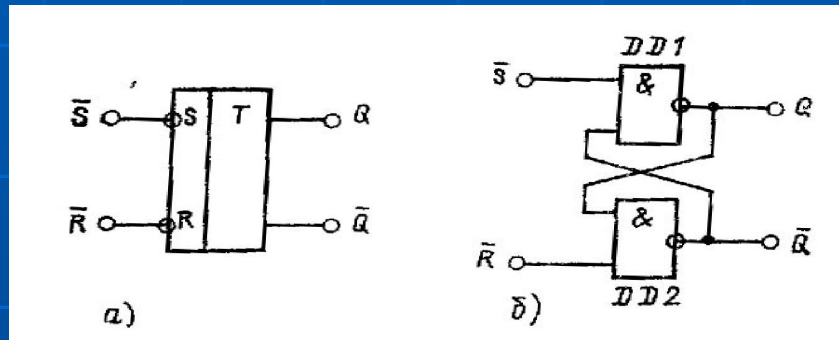 S̅ S T Q
R̅ R Q̅
а)
DD1
S̅ & Q
& Q̅
R̅
DD2
б)